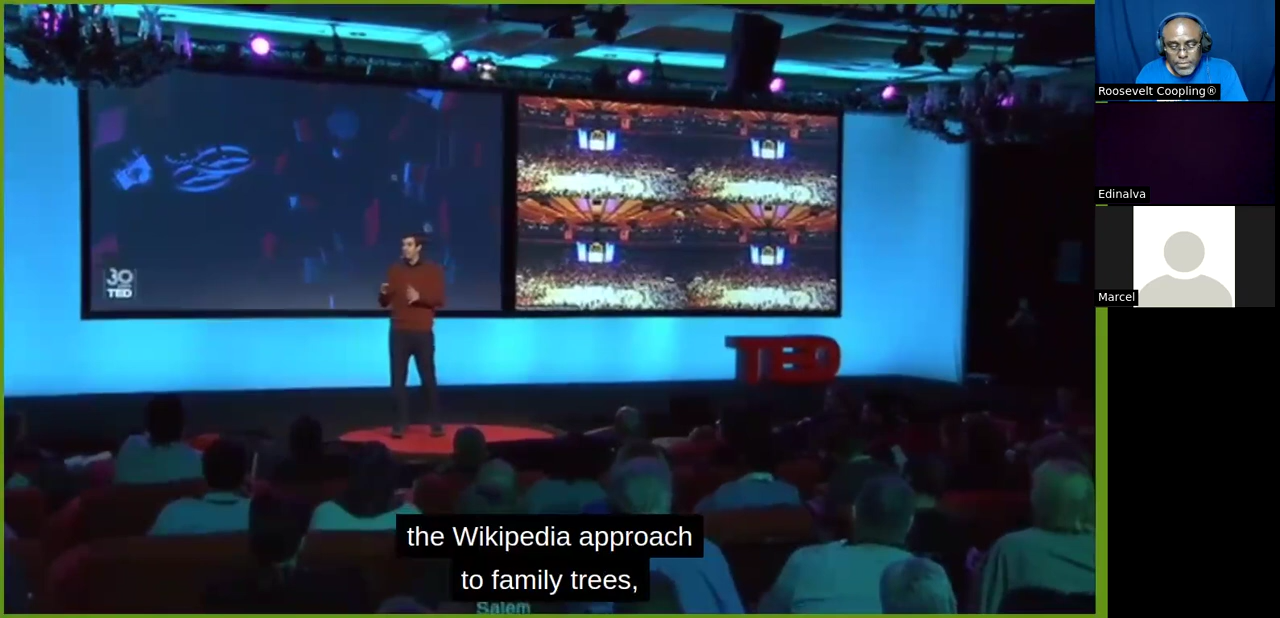 30
TED
TED
the Wikipedia approach
to family trees,
Salem
Roosevelt Coopling®
Edinalva
Marcel